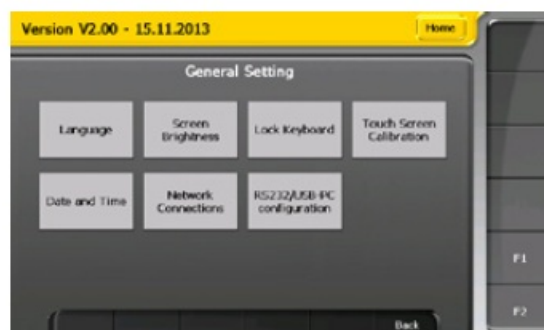 Version V2.00 - 15.11.2013
Home
General Setting
Language
Screen
Brightness
Lock Keyboard
Touch Screen
Calibration
Date and Time
Network
Connections
RS232/USB-PC
configuration
F1
F2
Back